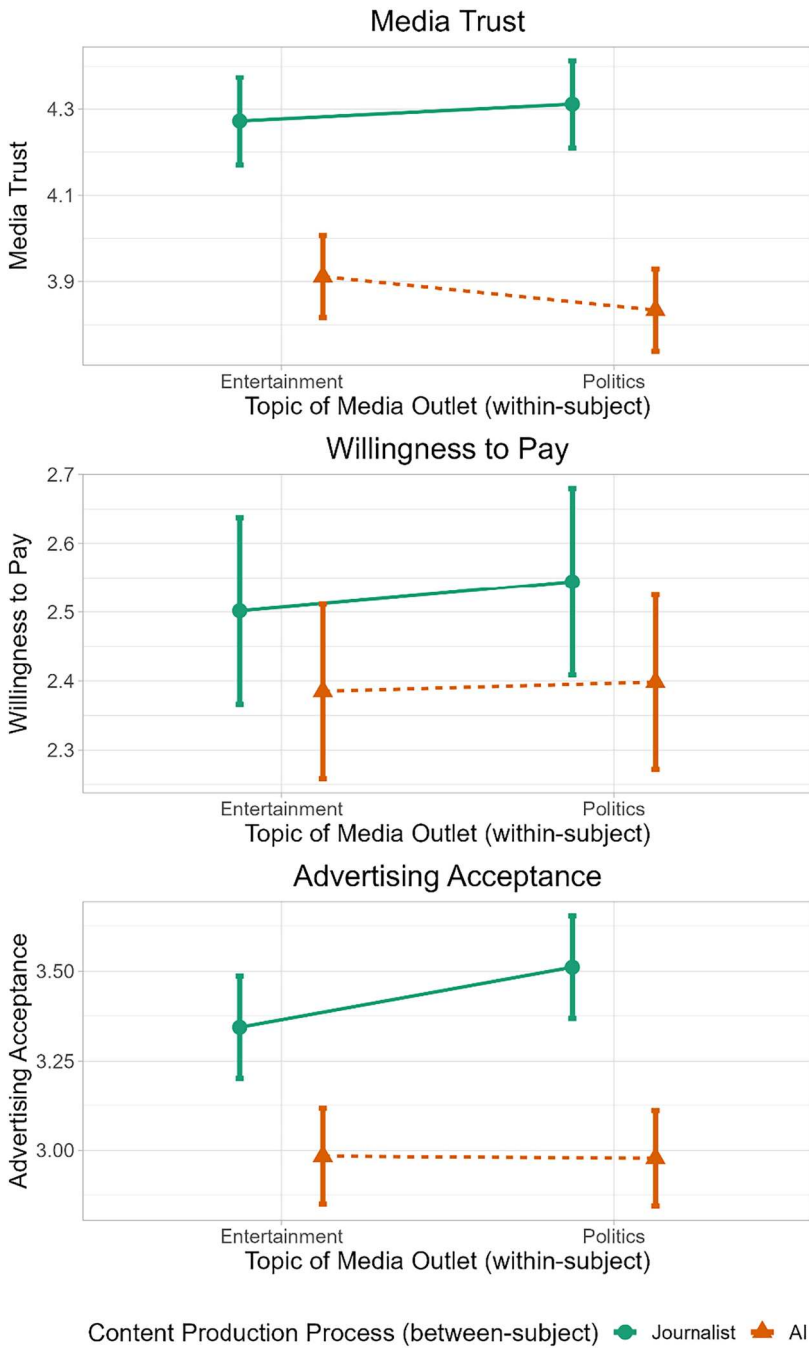 Media Trust
Media Trust
4.3
4.1
3.9
Entertainment Politics
Topic of Media Outlet (within-subject)
Willingness to Pay
Willingness to Pay
2.7
2.6
2.5
2.4
2.3
Entertainment Politics
Topic of Media Outlet (within-subject)
Advertising Acceptance
Advertising Acceptance
3.50
3.25
3.00
Entertainment Politics
Topic of Media Outlet (within-subject)
Content Production Process (between-subject) Journalist AI